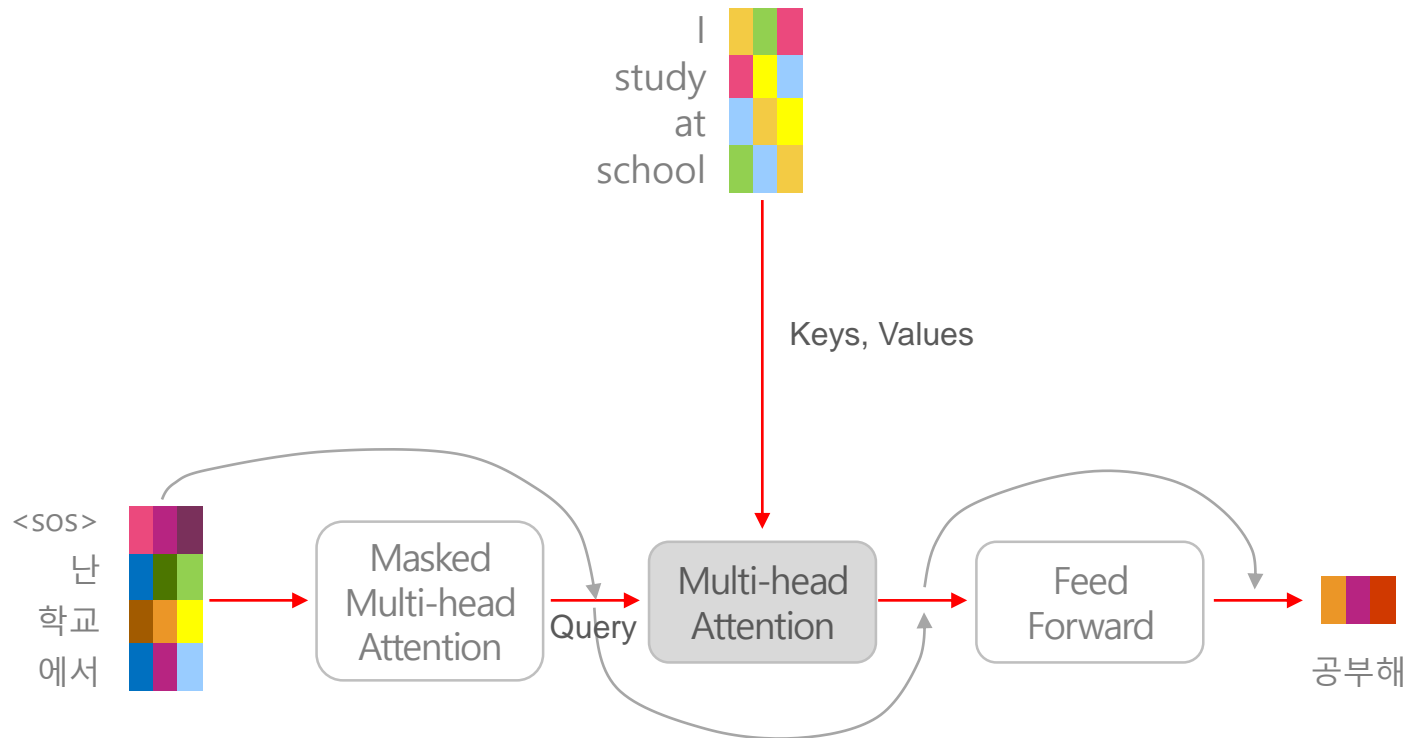 I
study
at
school
Keys, Values
<sos>
난
학교
에서
Masked
Multi-head
Attention
Query
Multi-head
Attention
Feed
Forward
공부해